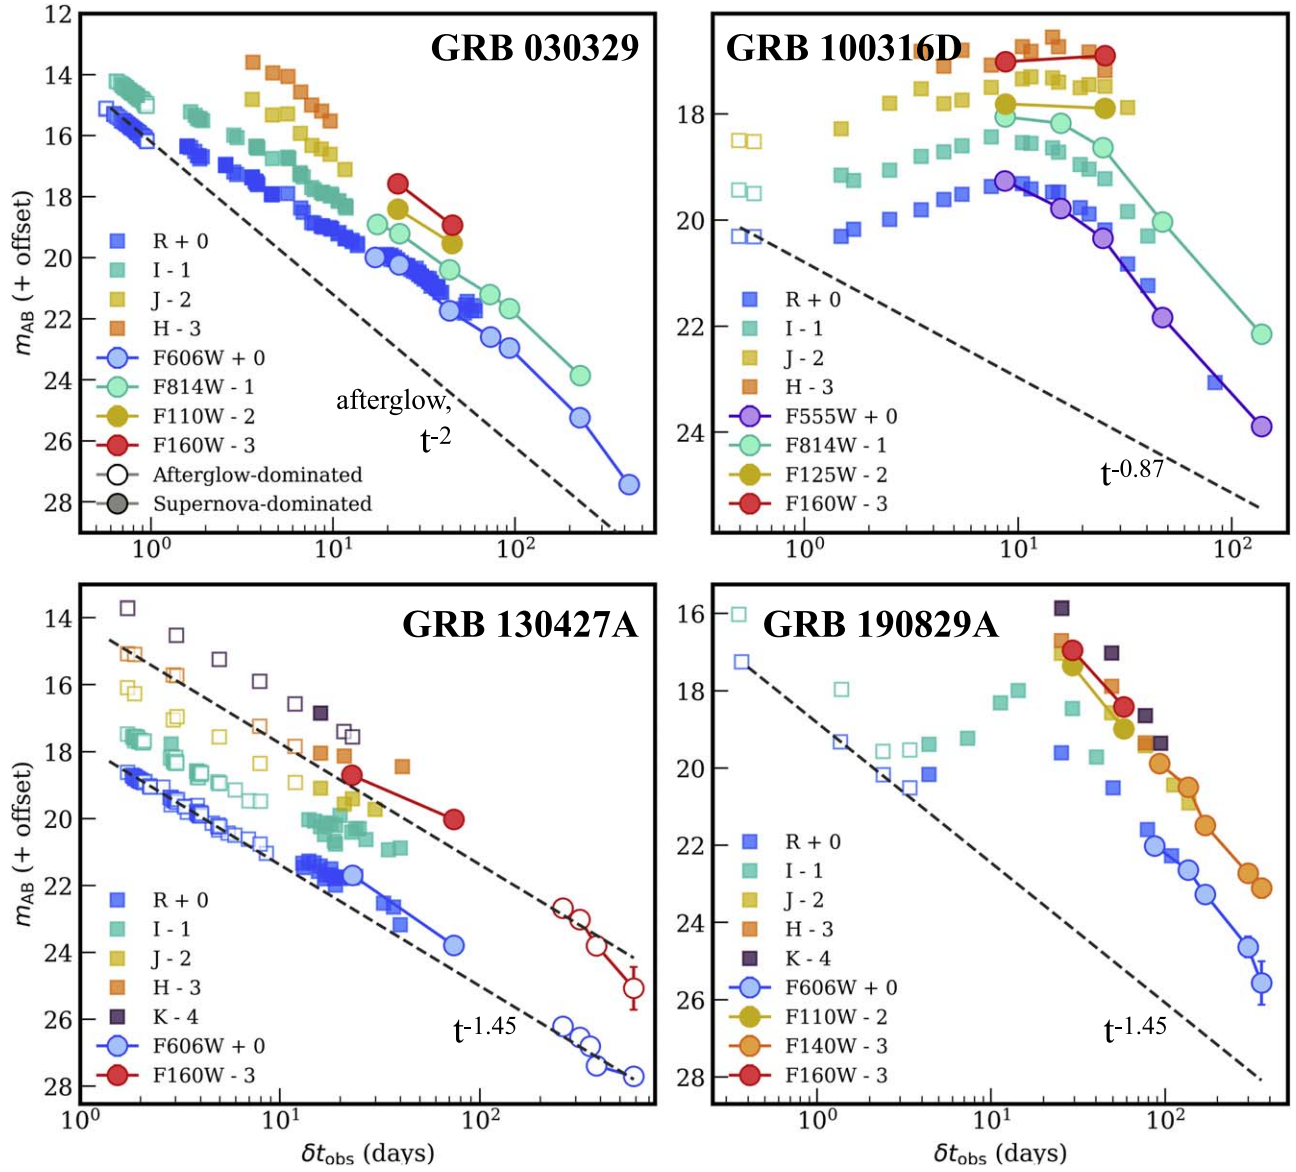 GRB 030329
12
14
16
18
20
22
24
26
28
m_AB (+ offset)
R + 0
I - 1
J - 2
H - 3
F606W + 0
F814W - 1
F110W - 2
F160W - 3
Afterglow-dominated
Supernova-dominated
afterglow,
t^-2
10^0 10^1 10^2
GRB 100316D
18
20
22
24
R + 0
I - 1
J - 2
H - 3
F555W + 0
F814W - 1
F125W - 2
F160W - 3
t^-0.87
10^0 10^1 10^2
GRB 130427A
14
16
18
20
22
24
26
28
m_AB (+ offset)
R + 0
I - 1
J - 2
H - 3
K - 4
F606W + 0
F160W - 3
t^-1.45
10^0 10^1 10^2
δt_obs (days)
GRB 190829A
16
18
20
22
24
26
28
R + 0
I - 1
J - 2
H - 3
K - 4
F606W + 0
F110W - 2
F140W - 3
F160W - 3
t^-1.45
10^0 10^1 10^2
δt_obs (days)